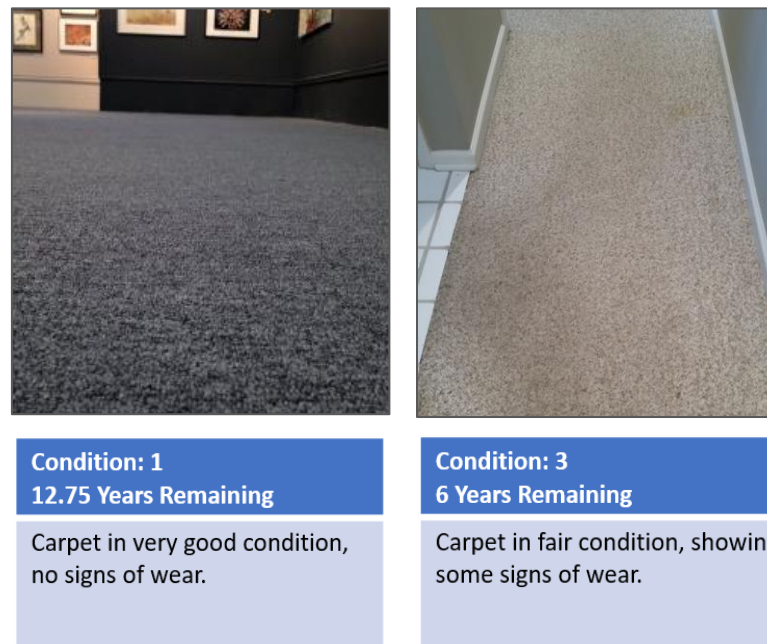 Condition: 1
12.75 Years Remaining
Carpet in very good condition,
no signs of wear.
Condition: 3
6 Years Remaining
Carpet in fair condition, showin
some signs of wear.